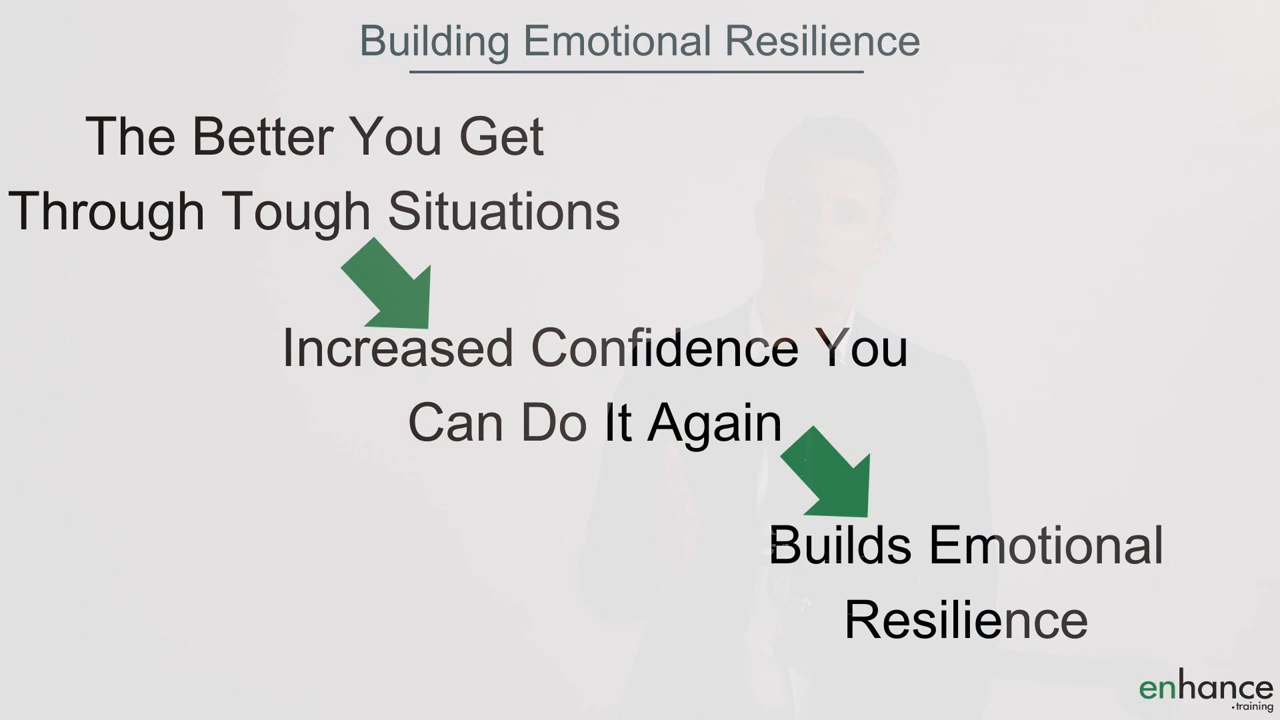 Building Emotional Resilience
The Better You Get
Through Tough Situations
Increased Confidence You
Can Do It Again
Builds Emotional
Resilience
enhance
.training